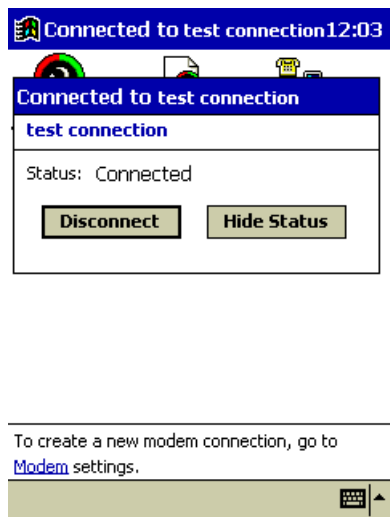 Connected to test connection 12:03
Connected to test connection
test connection
Status: Connected
Disconnect Hide Status
To create a new modem connection, go to
Modem settings.